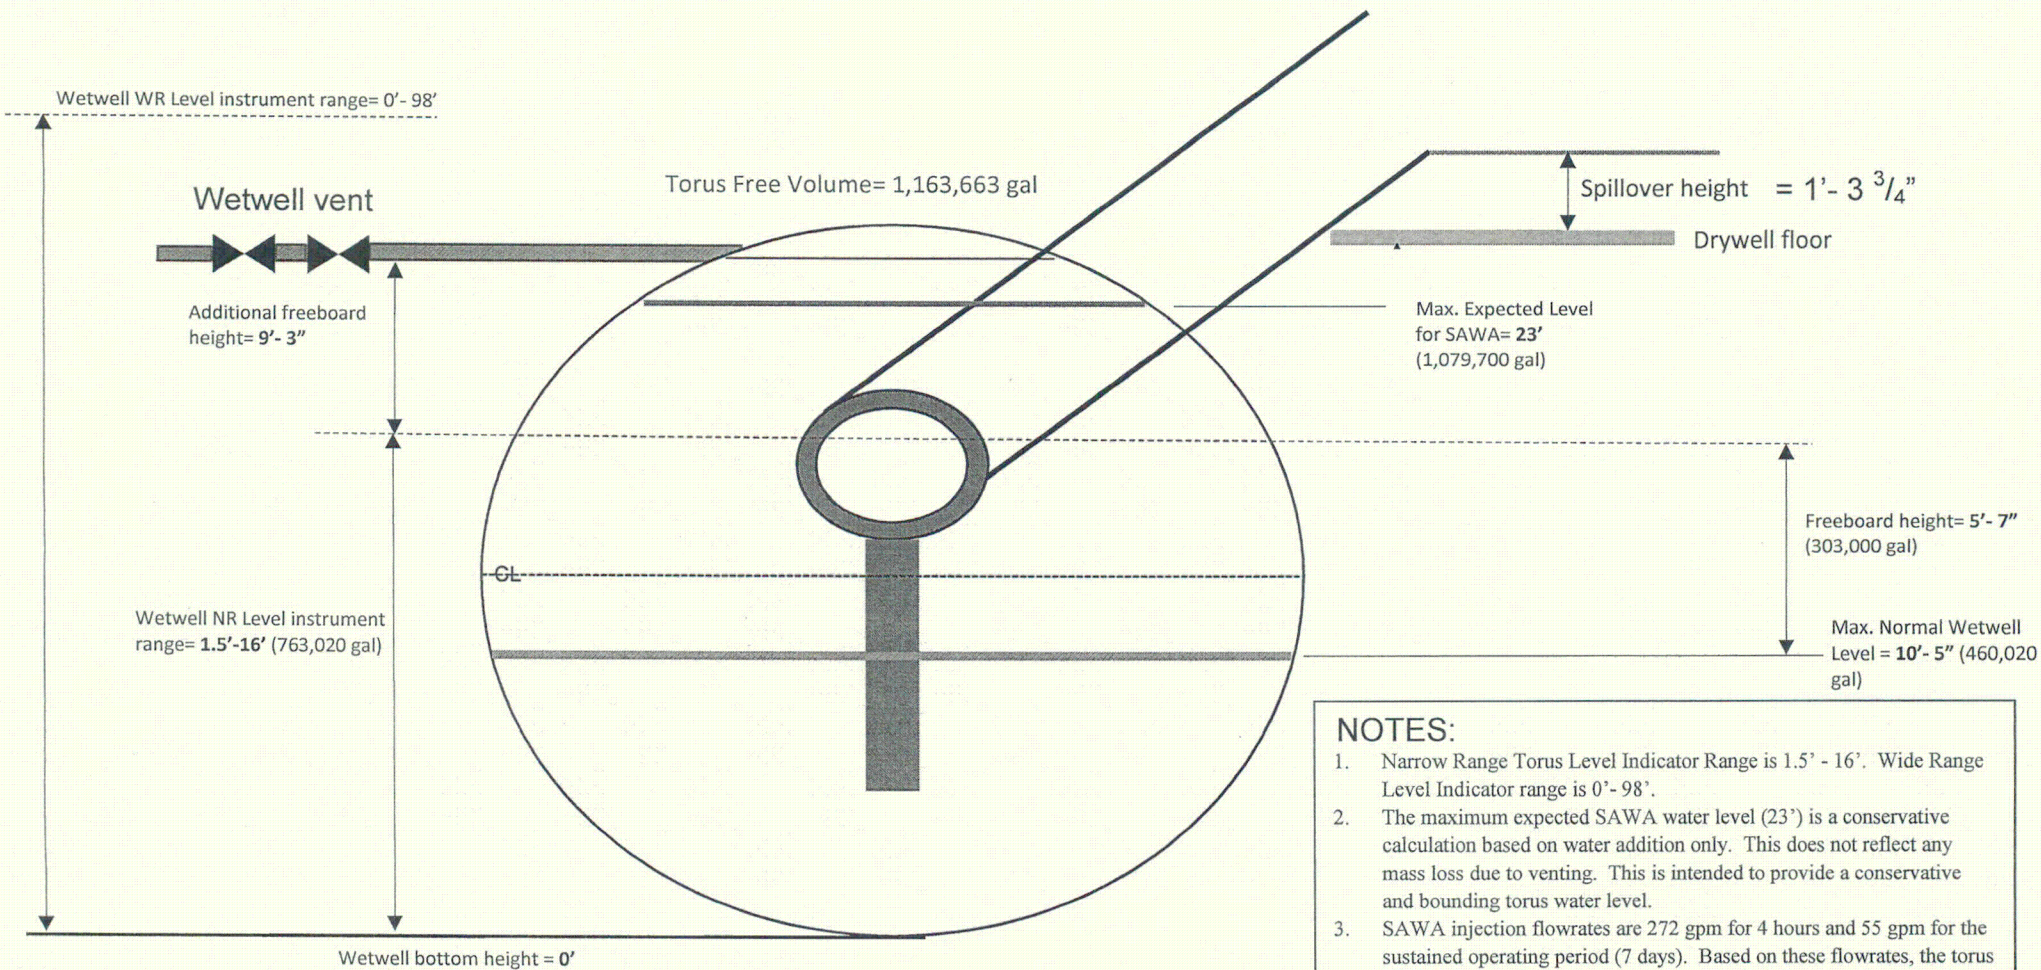 Wetwell WR Level instrument range= 0'- 98'
Wetwell vent
Torus Free Volume= 1,163,663 gal
Spillover height = 1'- 3 3/4"
Drywell floor
Additional freeboard
height= 9'- 3"
Max. Expected Level
for SAWA= 23'
(1,079,700 gal)
Freeboard height= 5'- 7"
(303,000 gal)
CL
Wetwell NR Level instrument
range= 1.5'-16' (763,020 gal)
Max. Normal Wetwell
Level = 10'- 5" (460,020
gal)
NOTES:
1. Narrow Range Torus Level Indicator Range is 1.5' - 16'. Wide Range
Level Indicator range is 0'- 98'.
2. The maximum expected SAWA water level (23') is a conservative
calculation based on water addition only. This does not reflect any
mass loss due to venting. This is intended to provide a conservative
and bounding torus water level.
3. SAWA injection flowrates are 272 gpm for 4 hours and 55 gpm for the
sustained operating period (7 days). Based on these flowrates, the torus
Wetwell bottom height = 0'